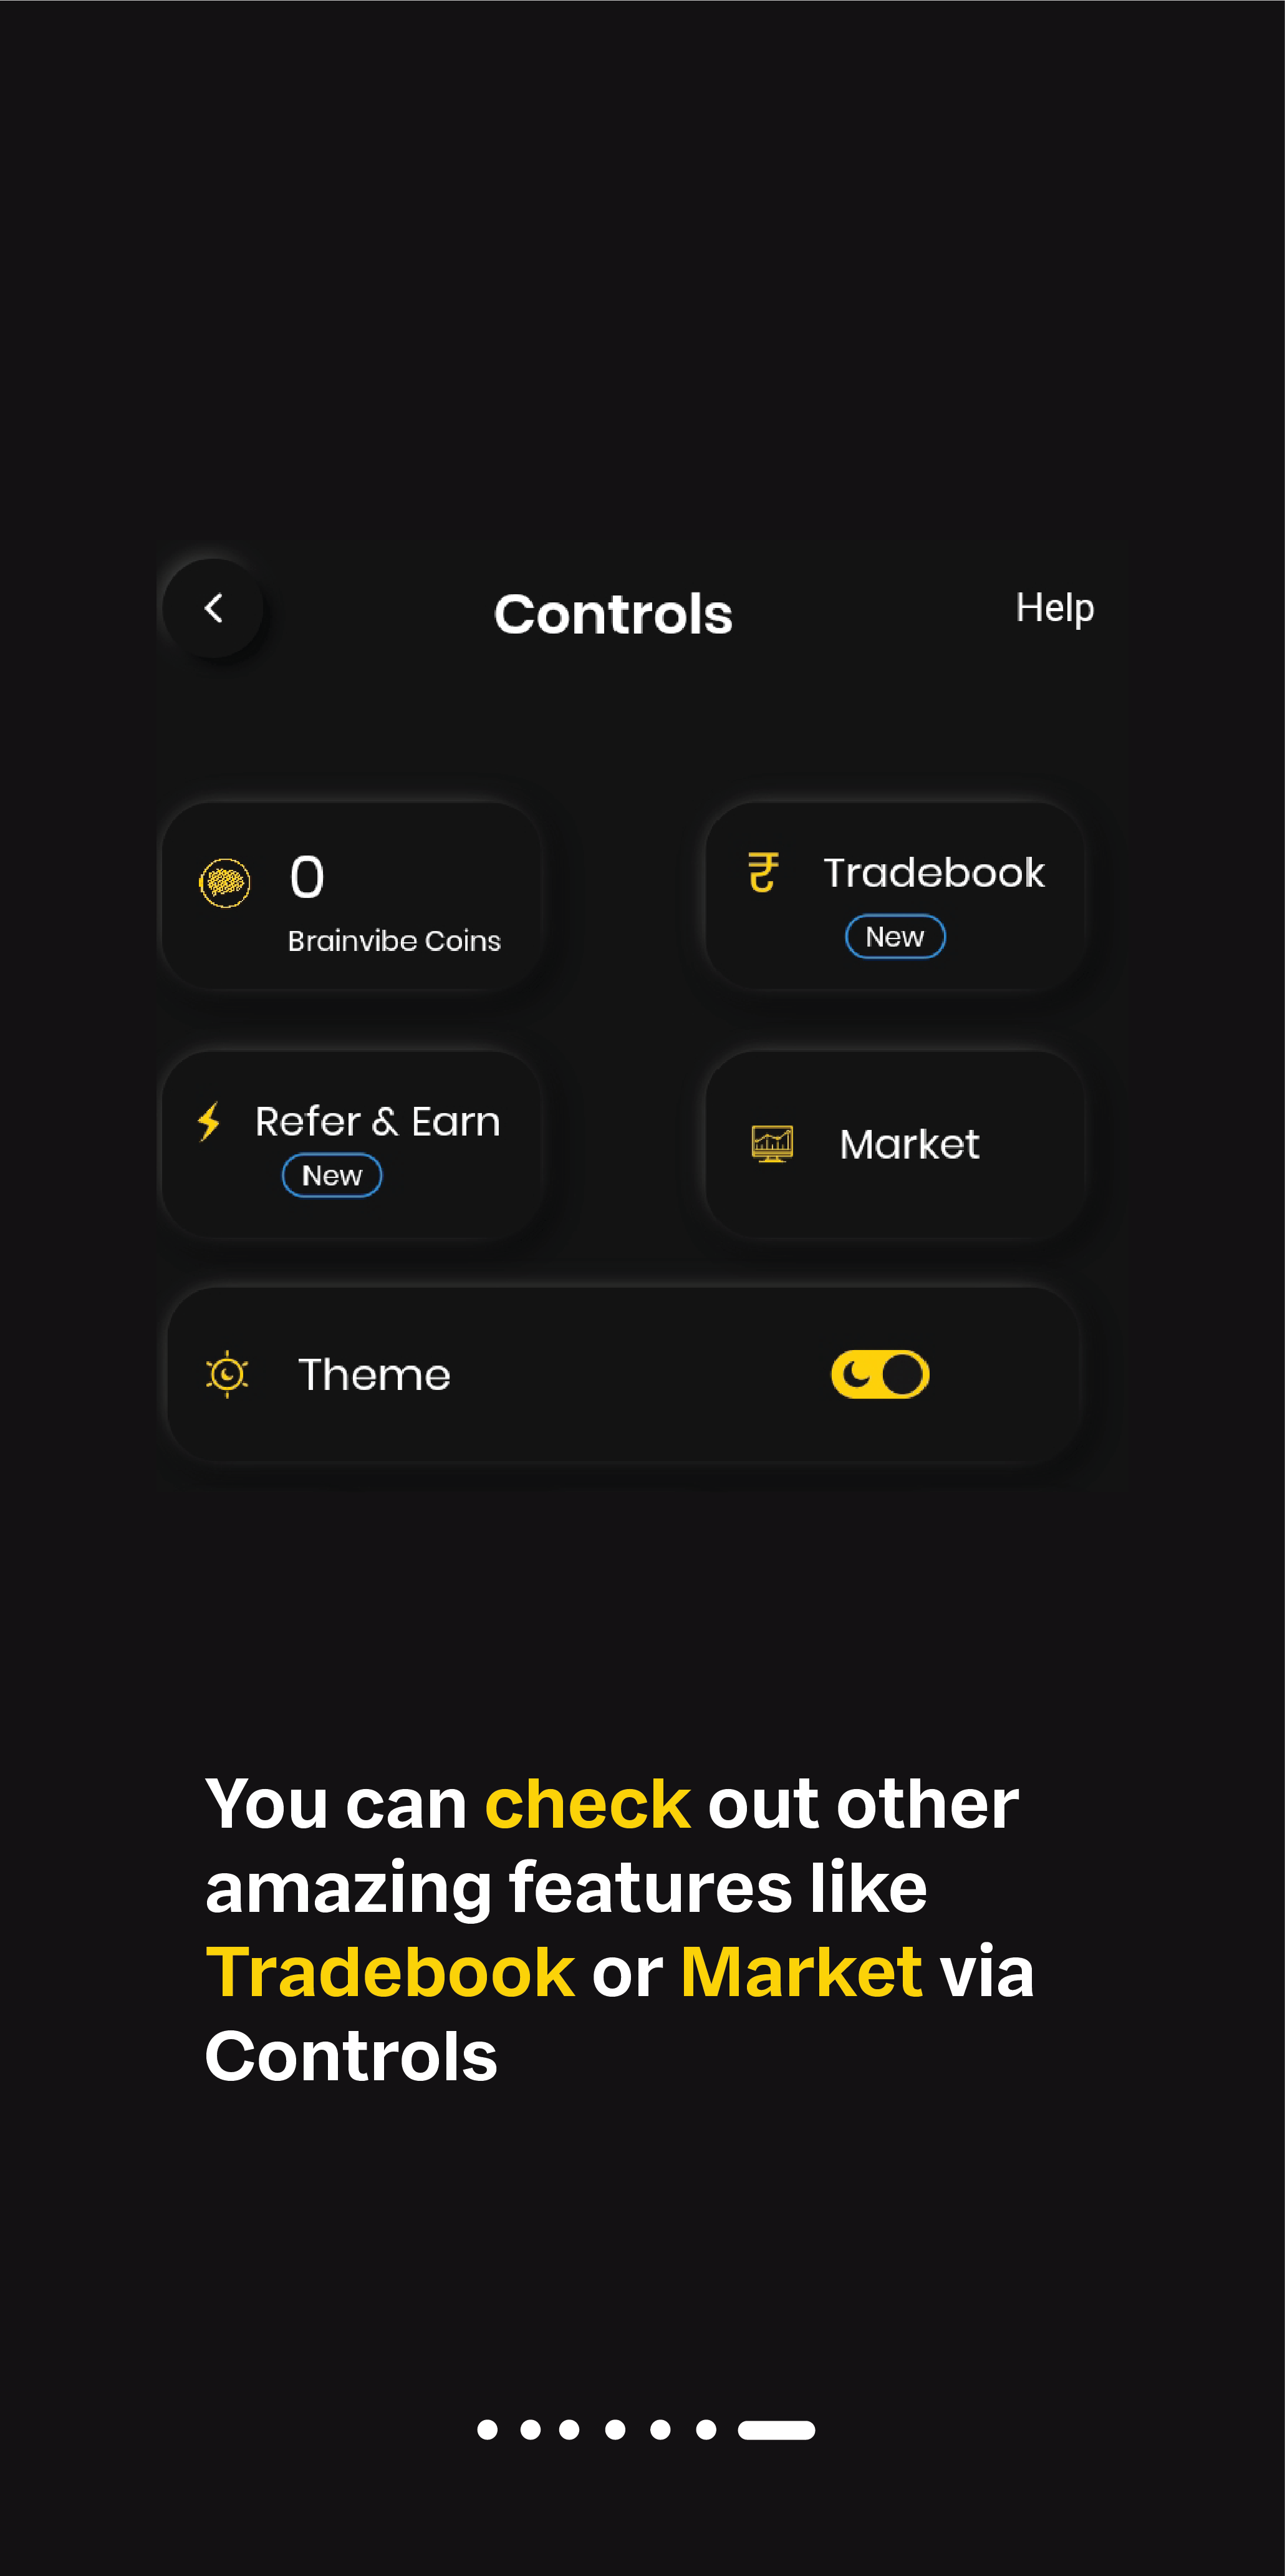 Controls
Help
0
Brainvibe Coins
₹ Tradebook
New
Refer & Earn
New
Market
Theme
You can check out other
amazing features like
Tradebook or Market via
Controls